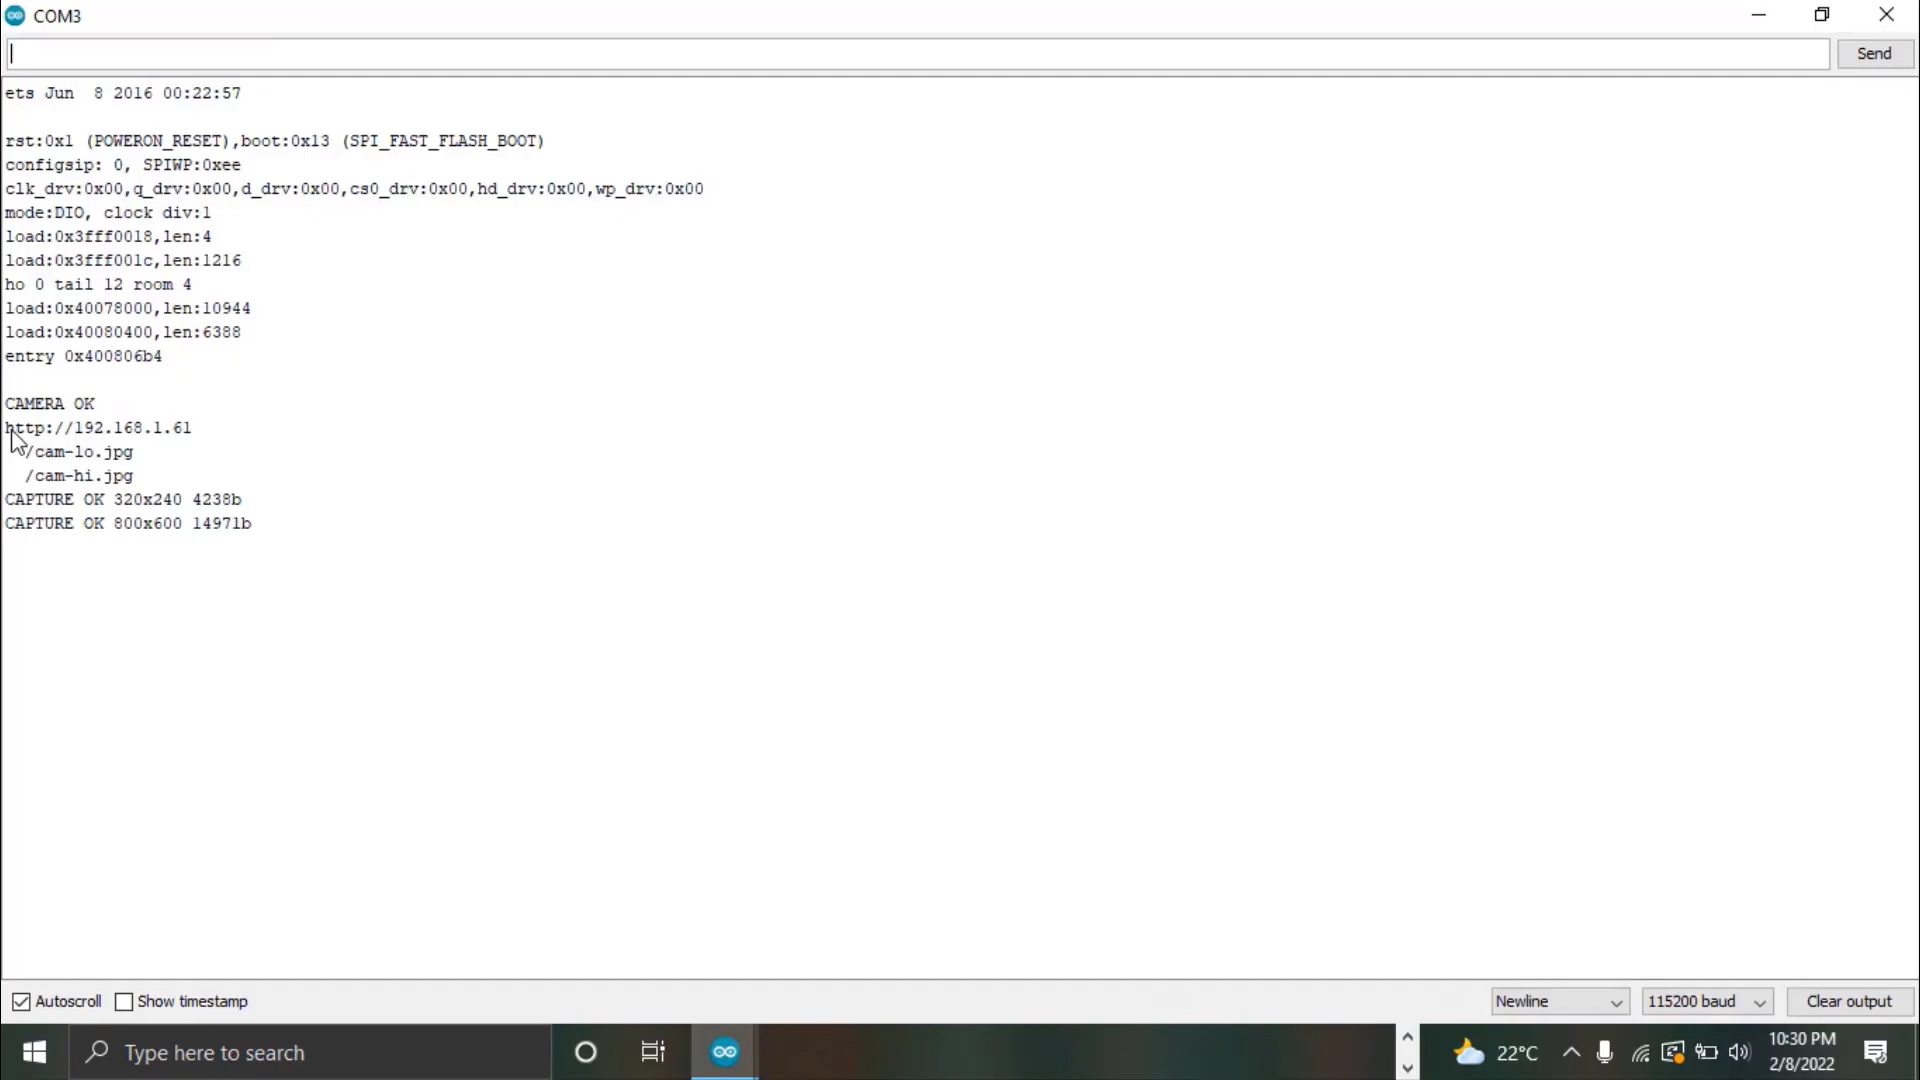 COM3
Send
ets Jun  8 2016 00:22:57
rst:0x1 (POWERON_RESET),boot:0x13 (SPI_FAST_FLASH_BOOT)
configsip: 0, SPIWP:0xee
clk_drv:0x00,q_drv:0x00,d_drv:0x00,cs0_drv:0x00,hd_drv:0x00,wp_drv:0x00
mode:DIO, clock div:1
load:0x3fff0018,len:4
load:0x3fff001c,len:1216
ho 0 tail 12 room 4
load:0x40078000,len:10944
load:0x40080400,len:6388
entry 0x400806b4
CAMERA OK
http://192.168.1.61
/cam-lo.jpg
/cam-hi.jpg
CAPTURE OK 320x240 4238b
CAPTURE OK 800x600 14971b
Autoscroll Show timestamp Newline 115200 baud Clear output
Type here to search 22°C 10:30 PM
2/8/2022